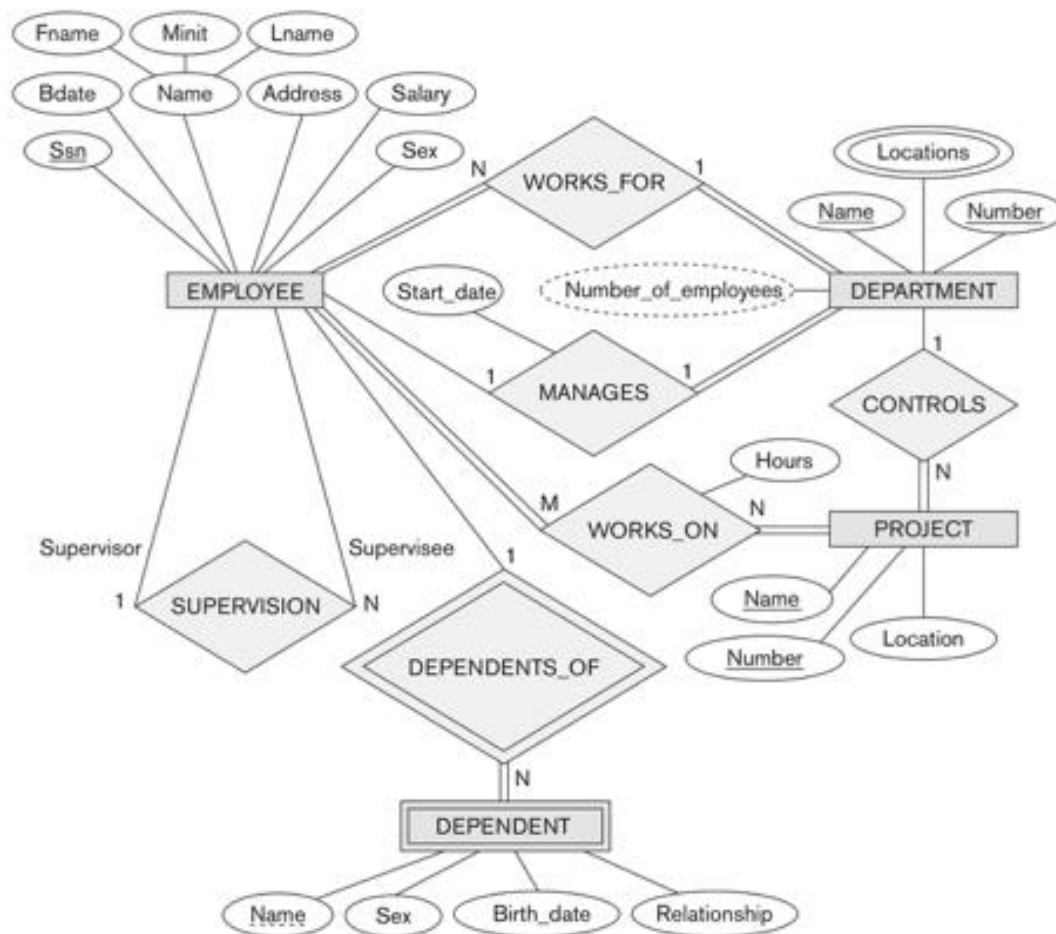 Fname
Minit
Lname
Bdate
Name
Address
Salary
Ssn
Sex
N
WORKS_FOR
1
Locations
Name
Number
EMPLOYEE
Start_date
Number_of_employees
DEPARTMENT
1
MANAGES
1
1
CONTROLS
N
Hours
M
WORKS_ON
N
PROJECT
Supervisor
Supervisee
1
SUPERVISION
N
1
Name
Number
Location
DEPENDENTS_OF
N
DEPENDENT
Name
Sex
Birth_date
Relationship